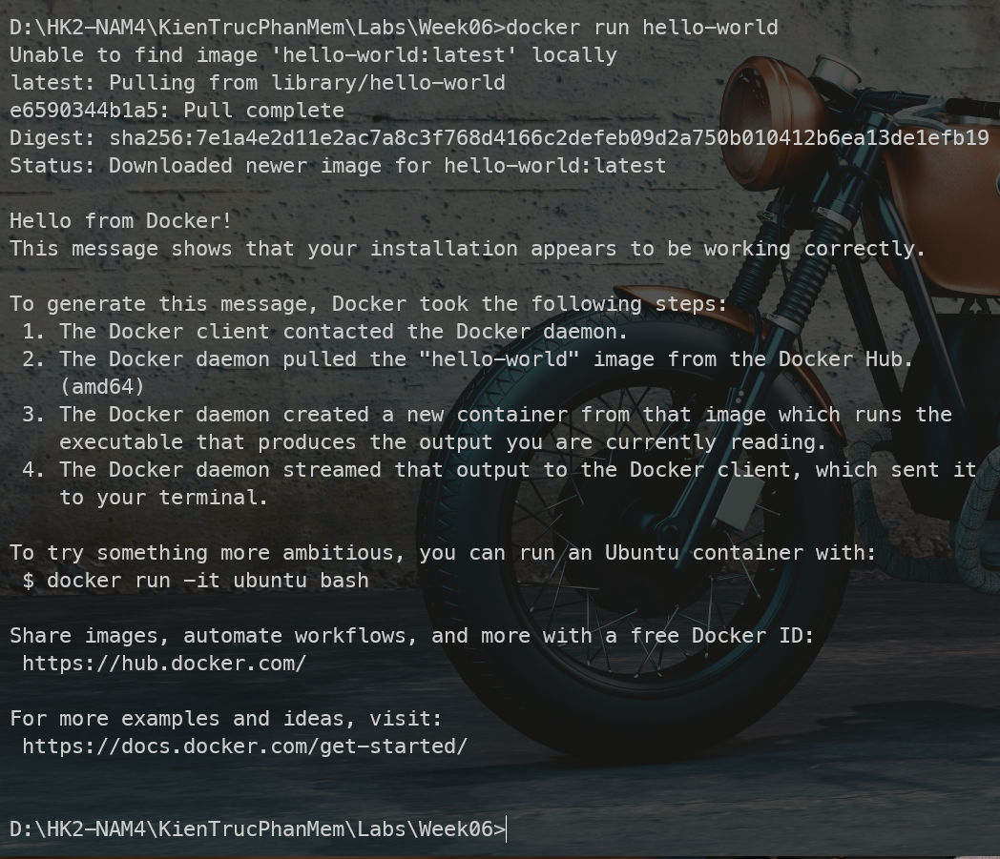 D:\HK2-NAM4\KienTrucPhanMem\Labs\Week06>docker run hello-world
Unable to find image 'hello-world:latest' locally
latest: Pulling from library/hello-world
e6590344b1a5: Pull complete
Digest: sha256:7e1a4e2d11e2ac7a8c3f768d4166c2defeb09d2a750b010412b6ea13de1efb19
Status: Downloaded newer image for hello-world:latest

Hello from Docker!
This message shows that your installation appears to be working correctly.

To generate this message, Docker took the following steps:
 1. The Docker client contacted the Docker daemon.
 2. The Docker daemon pulled the "hello-world" image from the Docker Hub.
    (amd64)
 3. The Docker daemon created a new container from that image which runs the
    executable that produces the output you are currently reading.
 4. The Docker daemon streamed that output to the Docker client, which sent it
    to your terminal.

To try something more ambitious, you can run an Ubuntu container with:
 $ docker run -it ubuntu bash

Share images, automate workflows, and more with a free Docker ID:
 https://hub.docker.com/

For more examples and ideas, visit:
 https://docs.docker.com/get-started/

D:\HK2-NAM4\KienTrucPhanMem\Labs\Week06>